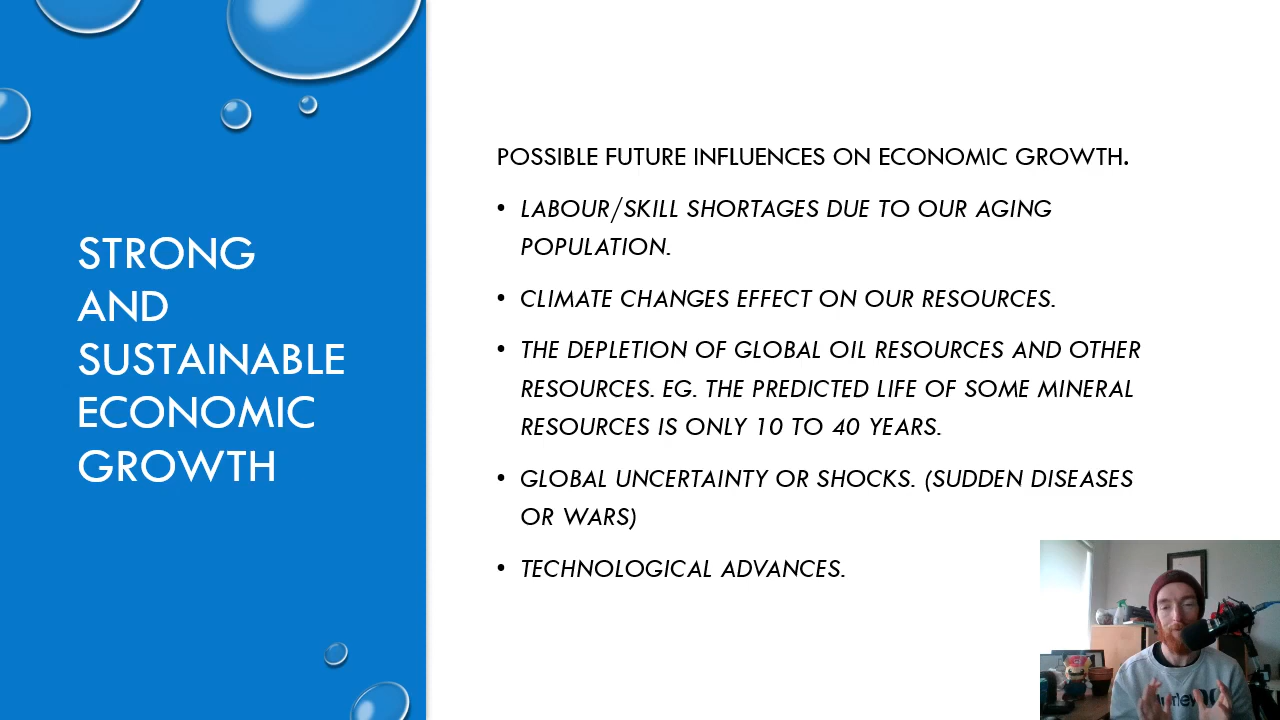 STRONG
AND
SUSTAINABLE
ECONOMIC
GROWTH
POSSIBLE FUTURE INFLUENCES ON ECONOMIC GROWTH.
• LABOUR/SKILL SHORTAGES DUE TO OUR AGING
POPULATION.
• CLIMATE CHANGES EFFECT ON OUR RESOURCES.
• THE DEPLETION OF GLOBAL OIL RESOURCES AND OTHER
RESOURCES. EG. THE PREDICTED LIFE OF SOME MINERAL
RESOURCES IS ONLY 10 TO 40 YEARS.
• GLOBAL UNCERTAINTY OR SHOCKS. (SUDDEN DISEASES
OR WARS)
• TECHNOLOGICAL ADVANCES.